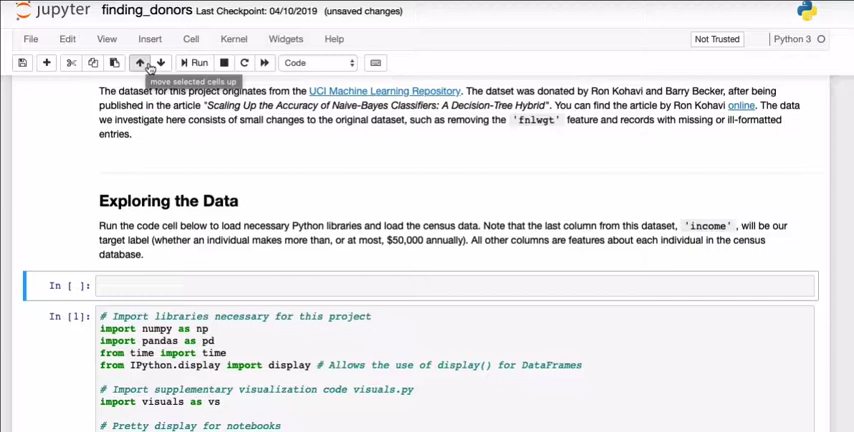 jupyter finding_donors Last Checkpoint: 04/10/2019 (unsaved changes)
File Edit View Insert Cell Kernel Widgets Help Not Trusted Python 3
Run Code
move selected cells up
The dataset for this project originates from the UCI Machine Learning Repository. The datset was donated by Ron Kohavi and Barry Becker, after being
published in the article "Scaling Up the Accuracy of Naive-Bayes Classifiers: A Decision-Tree Hybrid". You can find the article by Ron Kohavi online. The data
we investigate here consists of small changes to the original dataset, such as removing the 'fnlwgt' feature and records with missing or ill-formatted
entries.
Exploring the Data
Run the code cell below to load necessary Python libraries and load the census data. Note that the last column from this dataset, 'income', will be our
target label (whether an individual makes more than, or at most, $50,000 annually). All other columns are features about each individual in the census
database.
In [ ]:
In [1]: # Import libraries necessary for this project
import numpy as np
import pandas as pd
from time import time
from IPython.display import display # Allows the use of display() for DataFrames
# Import supplementary visualization code visuals.py
import visuals as vs
# Pretty display for notebooks